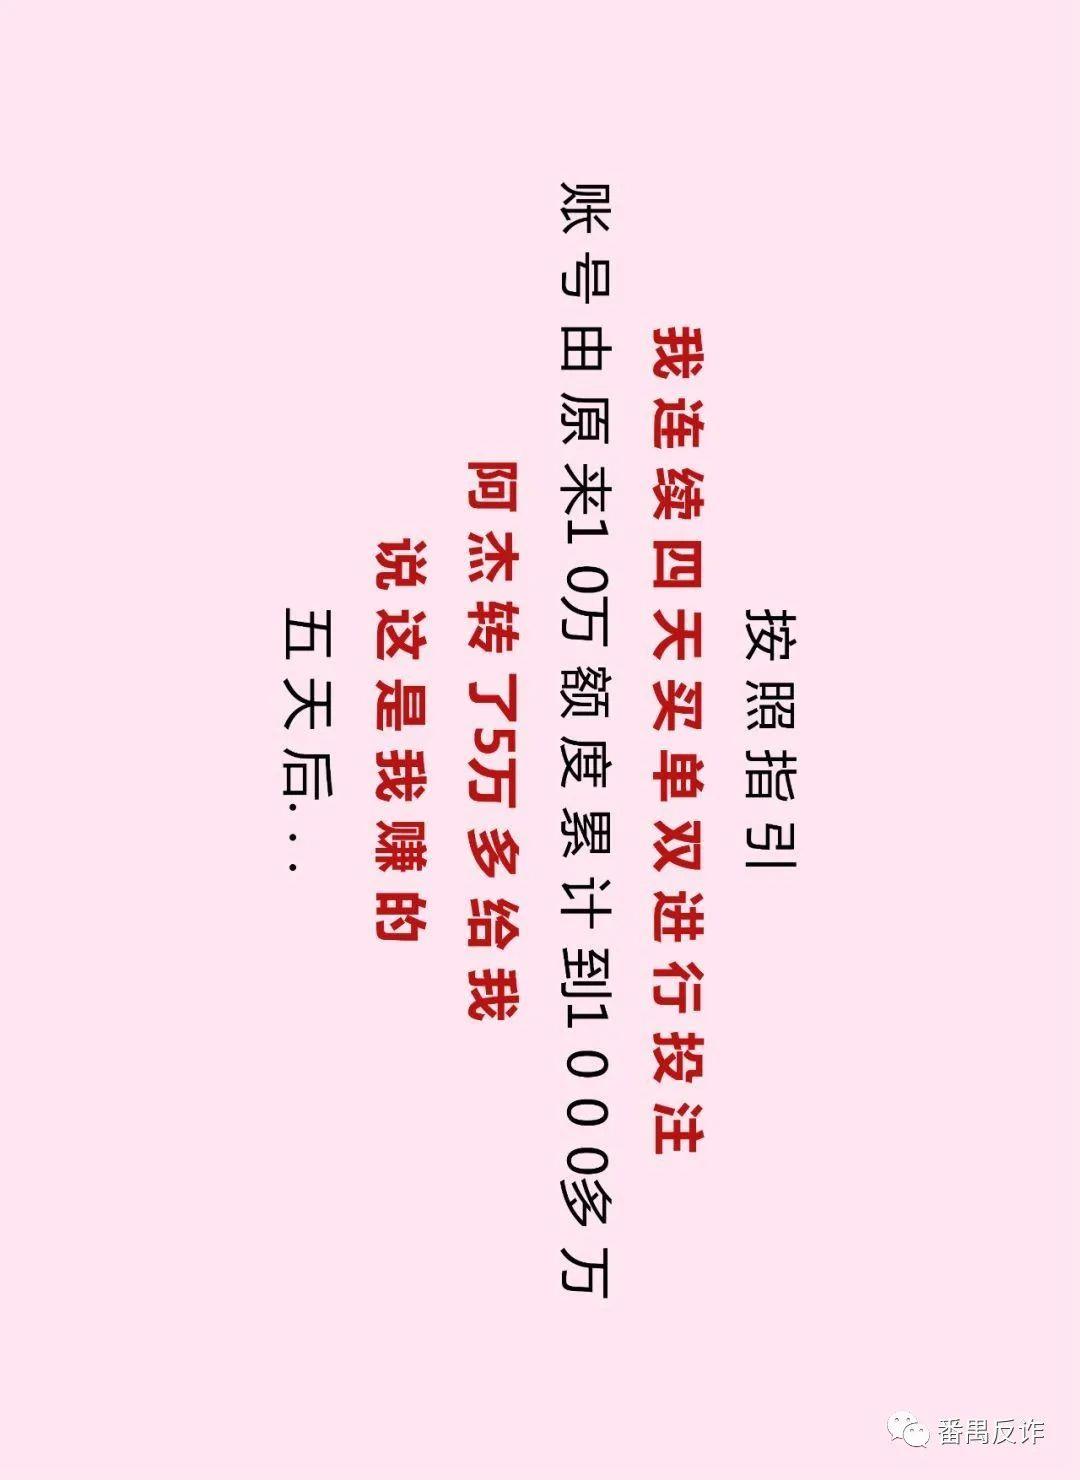 按照指引
我连续四天买单双进行投注
账号由原来10万额度累计到1000多万
阿杰转了5万多给我
说这是我赚的
五天后...
番禺反诈